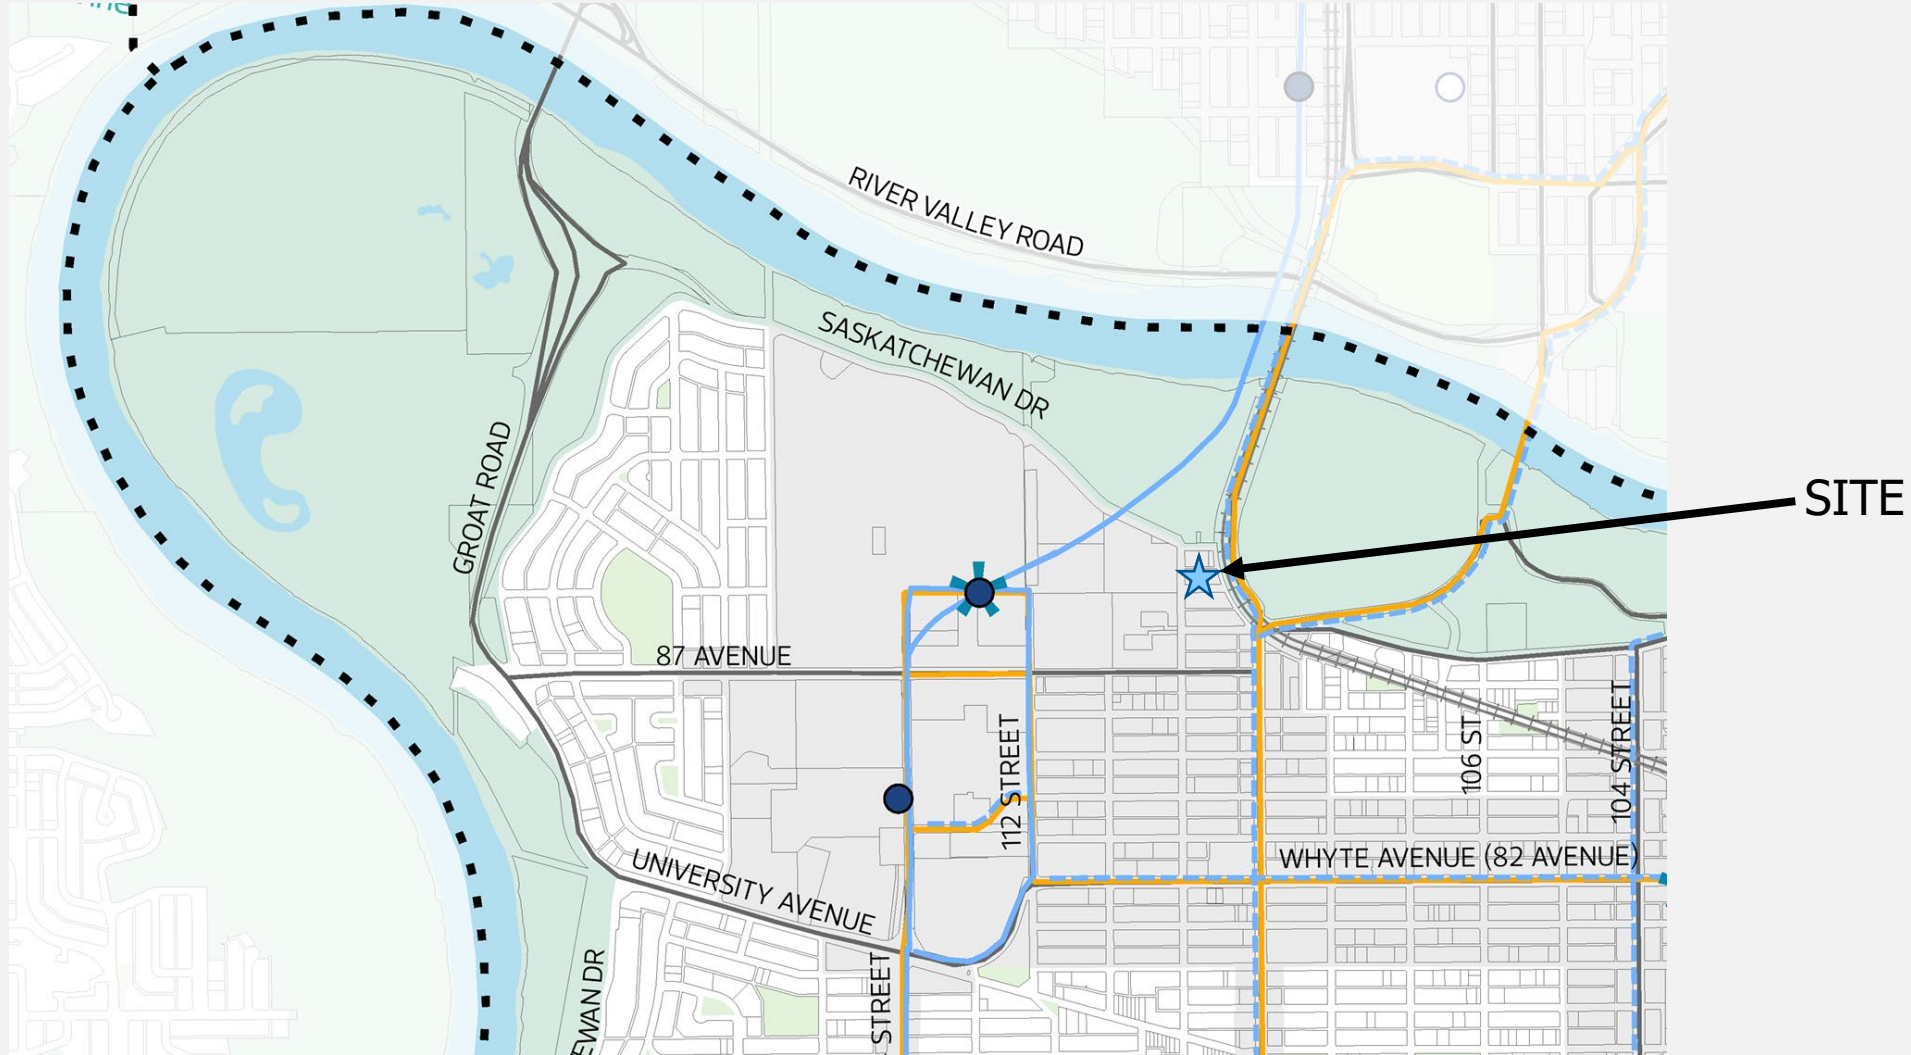 RIVER VALLEY ROAD
SASKATCHEWAN DR
GROAT ROAD
SITE
87 AVENUE
112 STREET
106 ST
104 STREET
WHYTE AVENUE (82 AVENUE)
UNIVERSITY AVENUE
STREET
EWAN DR